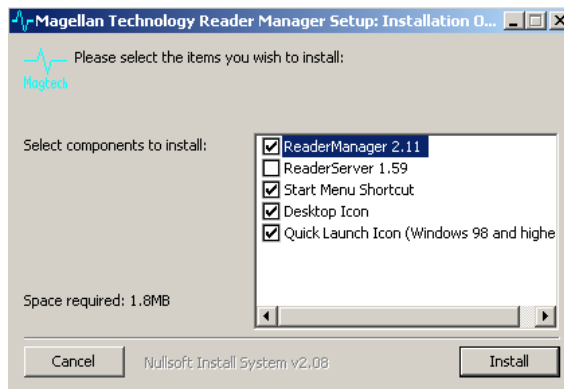 Magellan Technology Reader Manager Setup: Installation O...
Please select the items you wish to install:
Magtech
Select components to install:
ReaderManager 2.11
ReaderServer 1.59
Start Menu Shortcut
Desktop Icon
Quick Launch Icon (Windows 98 and highe
Space required: 1.8MB
Cancel
Nullsoft Install System v2.08
Install